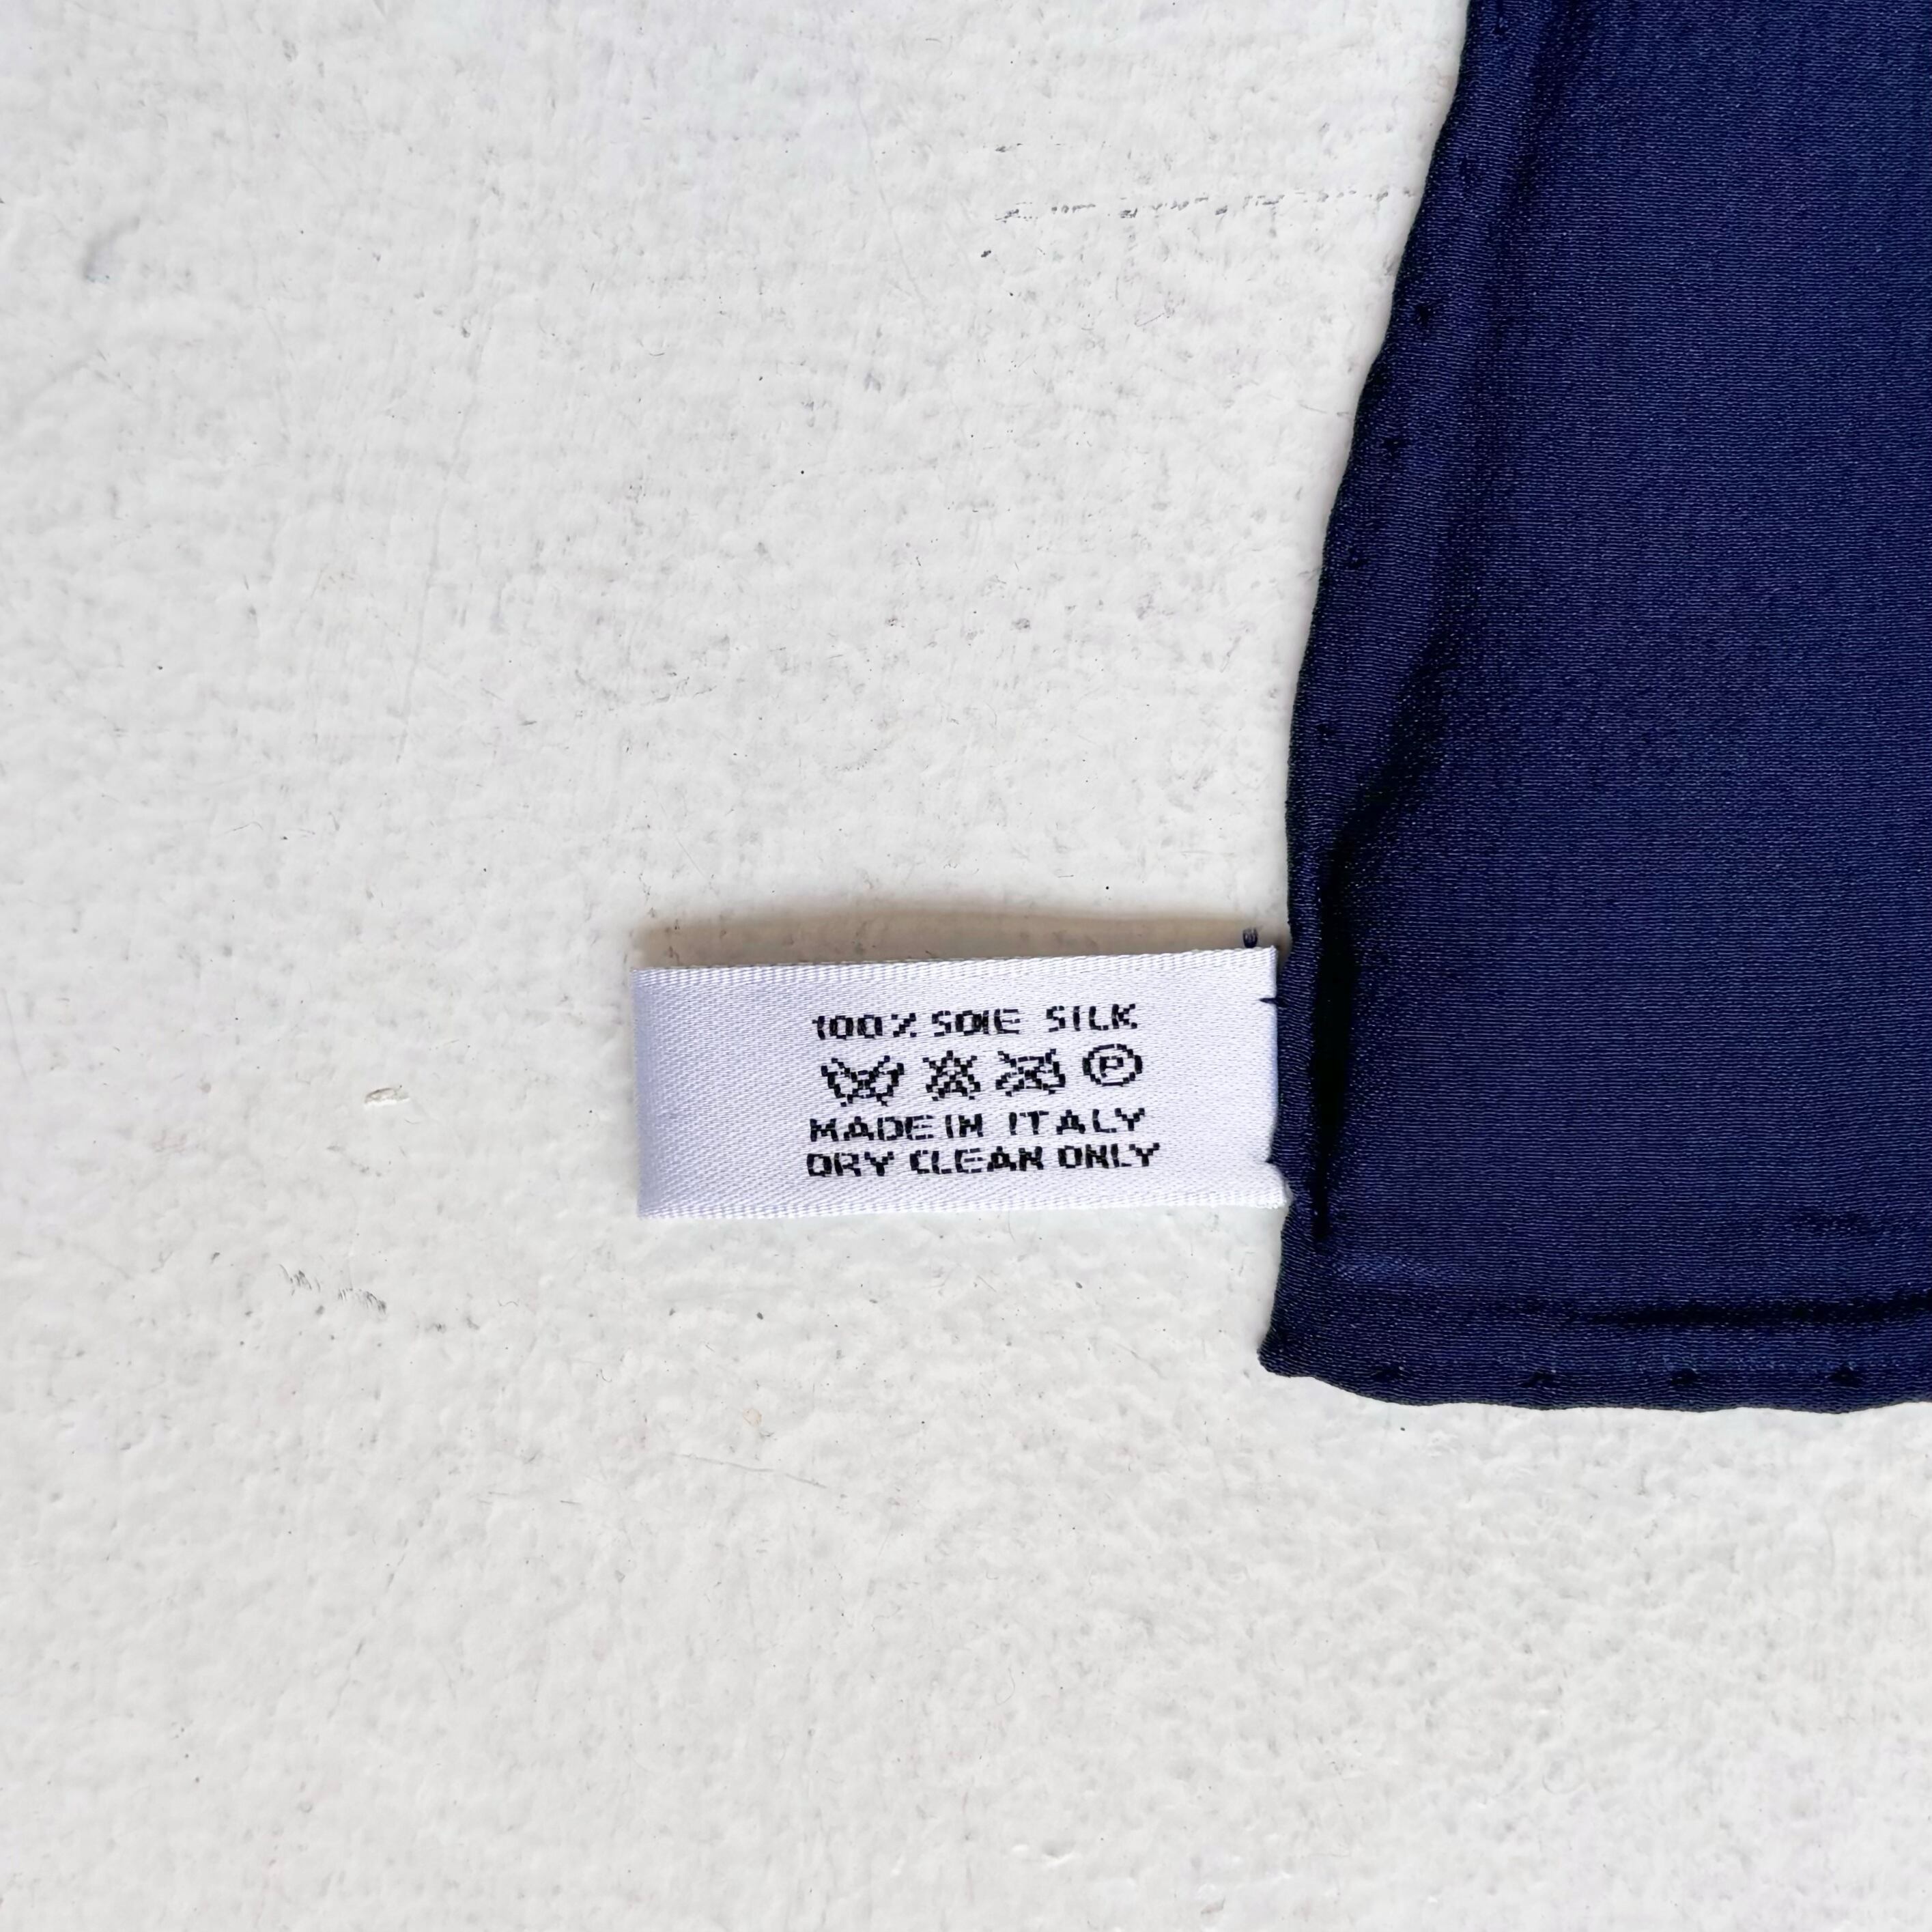 100% SOIE SILK
P
MADE IN ITALY
DRY CLEAN ONLY